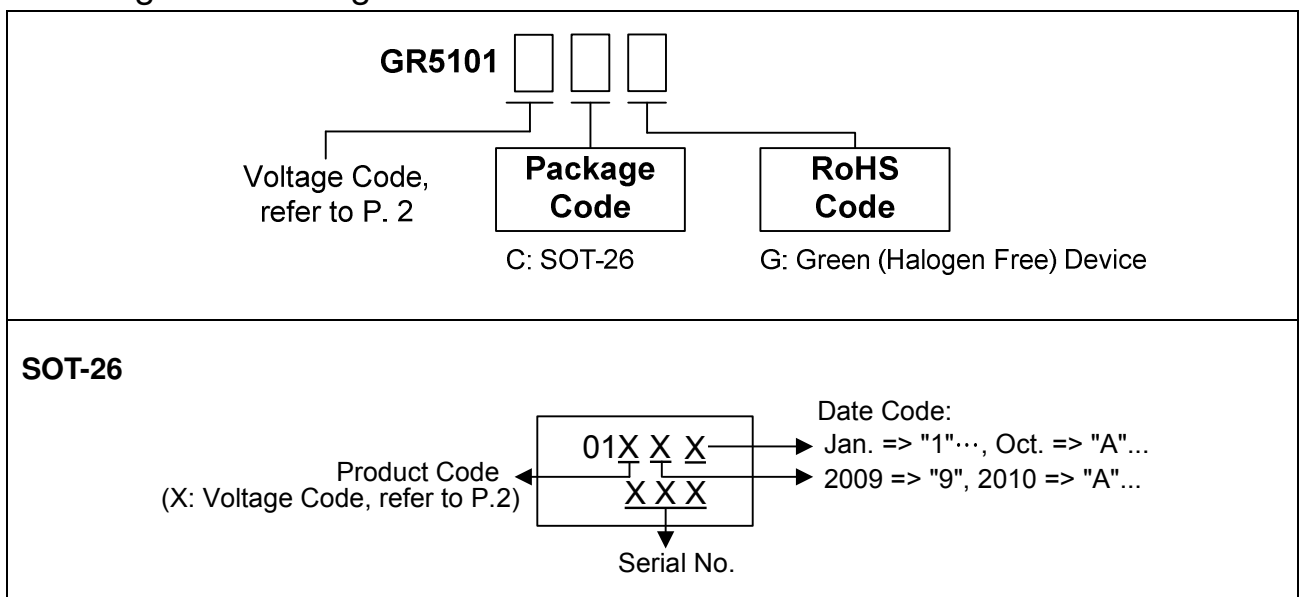 GR5101
Voltage Code,
refer to P. 2
Package
Code
C: SOT-26
RoHS
Code
G: Green (Halogen Free) Device
SOT-26
01X X X
X X X
Product Code
(X: Voltage Code, refer to P.2)
Date Code:
Jan. => "1"···, Oct. => "A"...
2009 => "9", 2010 => "A"...
Serial No.